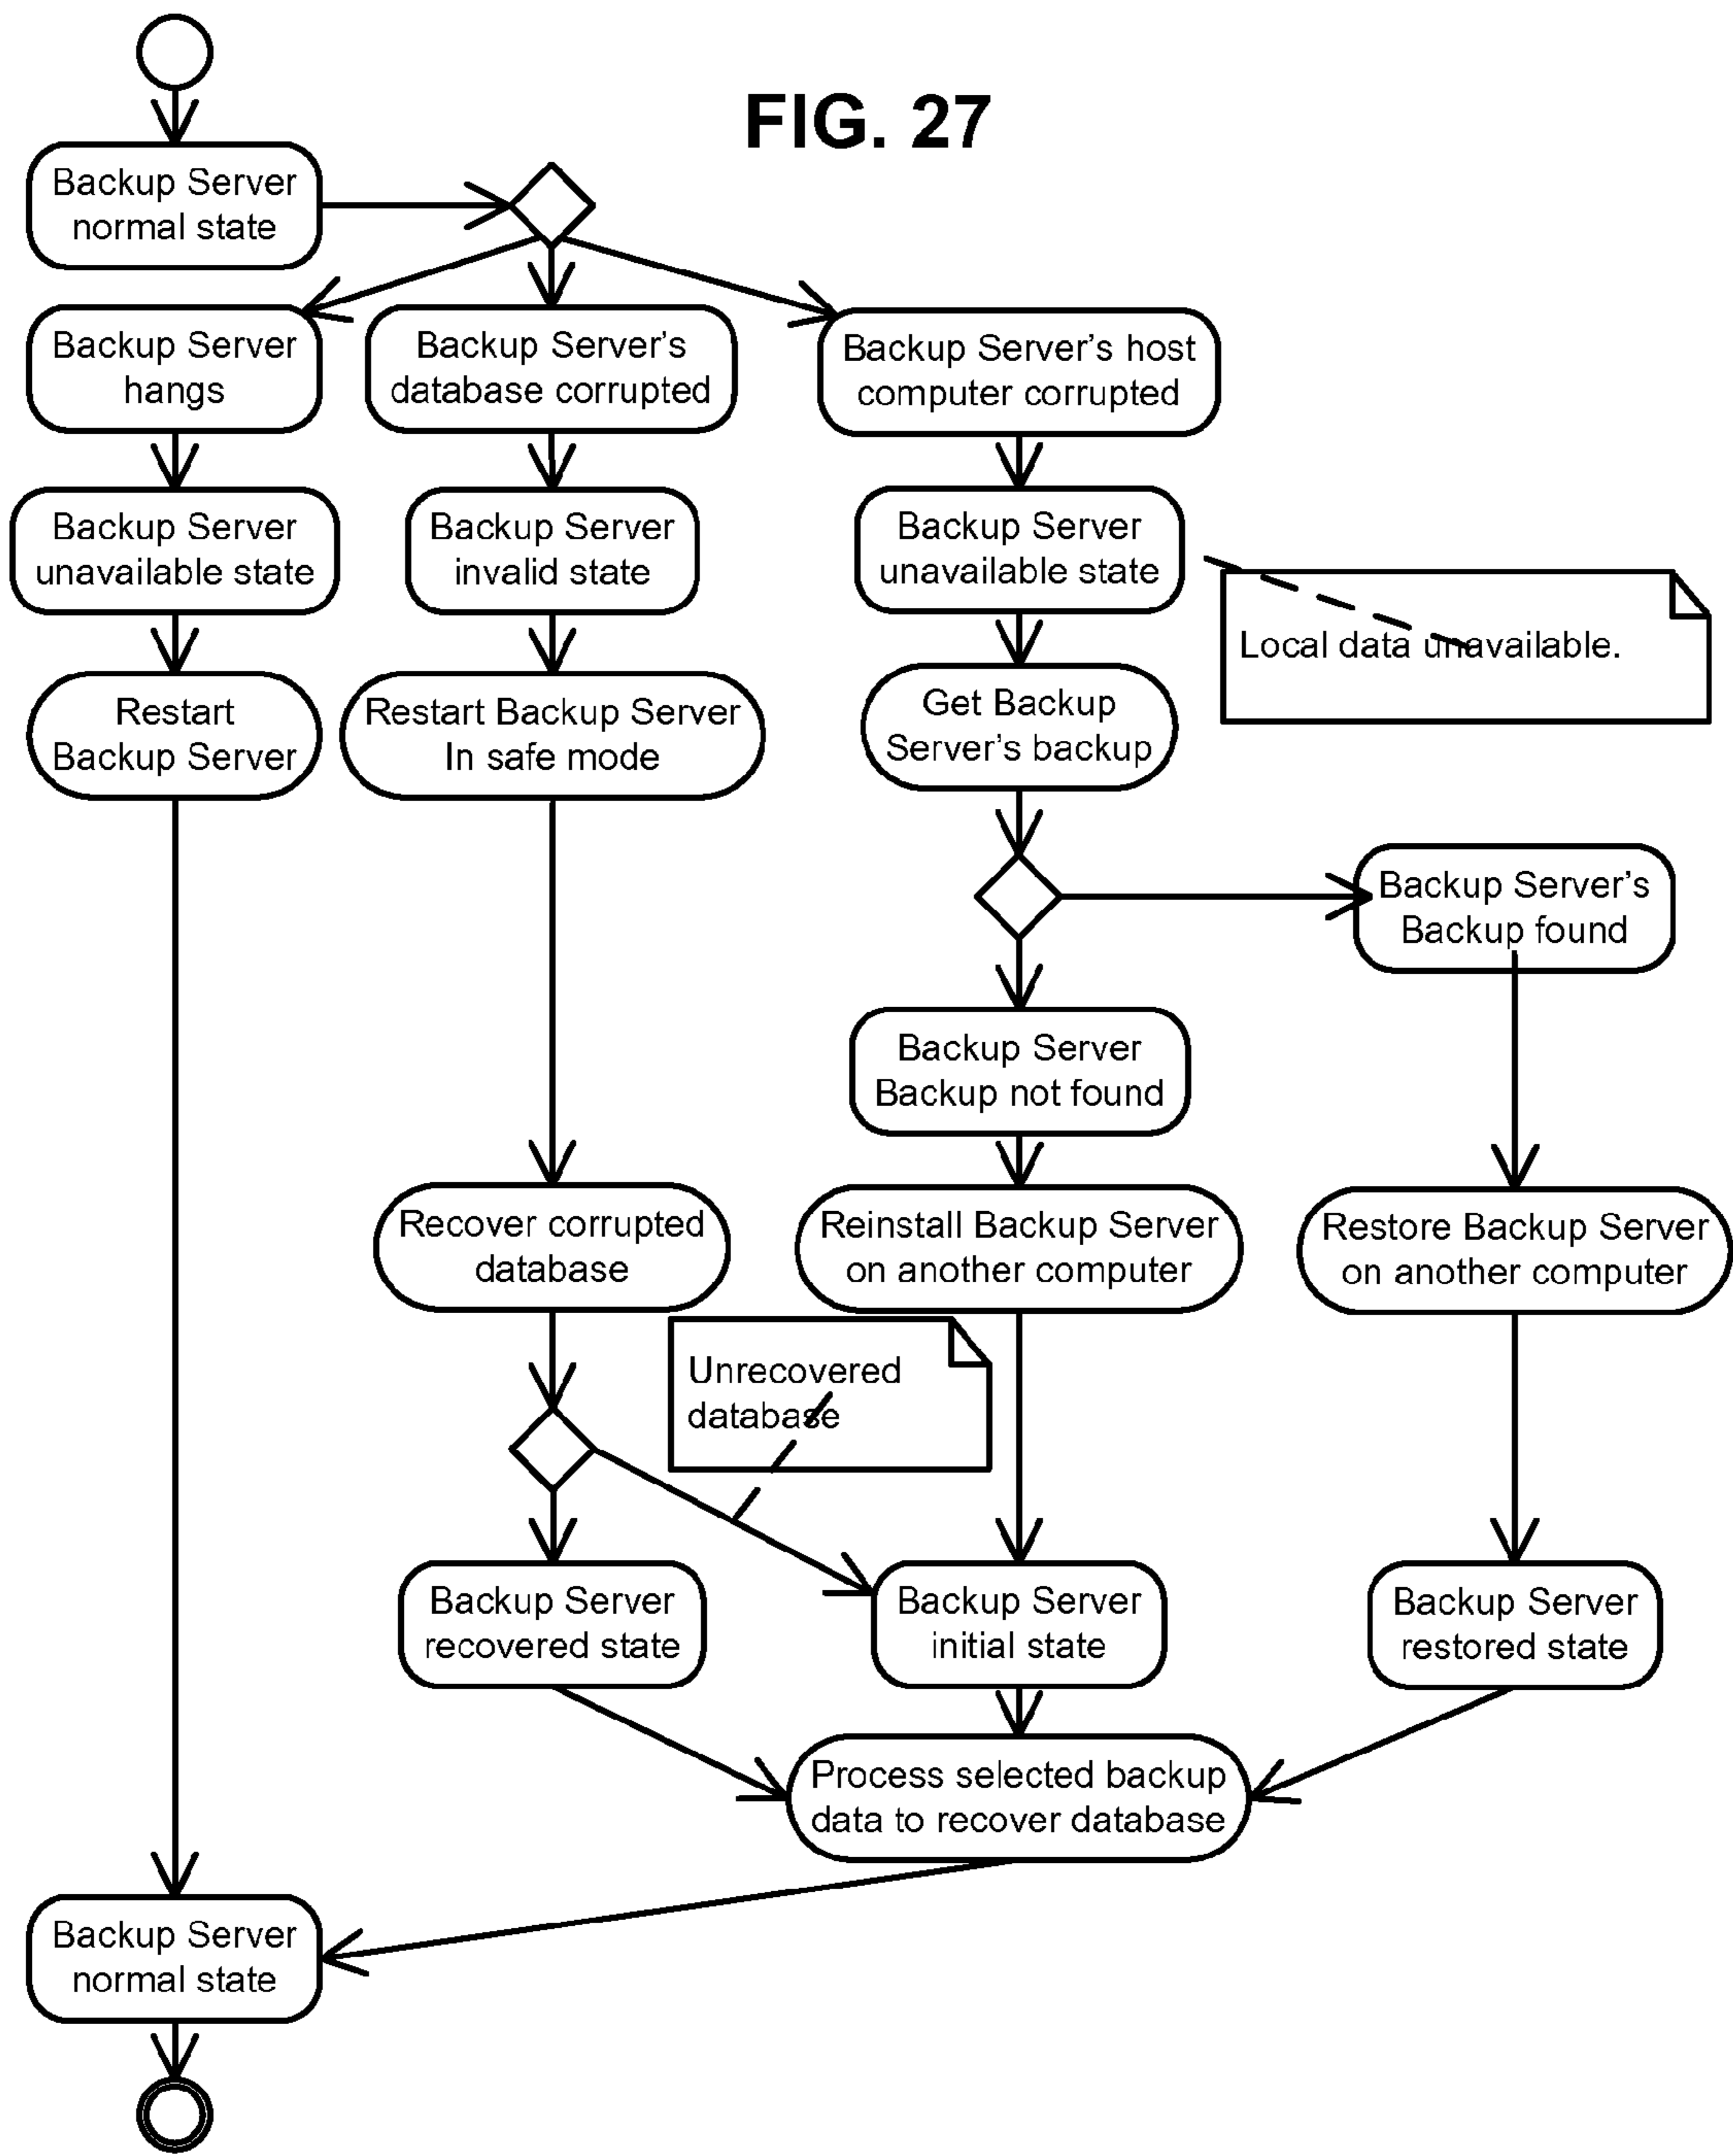 FIG. 27
Backup Server
normal state
Backup Server
hangs
Backup Server's
database corrupted
Backup Server's host
computer corrupted
Backup Server
unavailable state
Backup Server
invalid state
Backup Server
unavailable state
Local data unavailable.
Restart
Backup Server
Restart Backup Server
In safe mode
Get Backup
Server's backup
Backup Server's
Backup found
Backup Server
Backup not found
Recover corrupted
database
Reinstall Backup Server
on another computer
Restore Backup Server
on another computer
Unrecovered
database
Backup Server
recovered state
Backup Server
initial state
Backup Server
restored state
Process selected backup
data to recover database
Backup Server
normal state